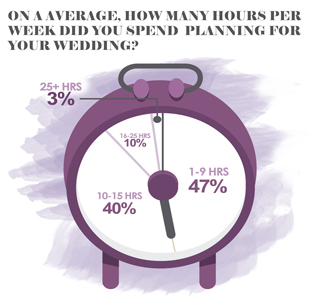 ON A AVERAGE, HOW MANY HOURS PER
WEEK DID YOU SPEND PLANNING FOR
YOUR WEDDING?
25+ HRS
3%
16-25 HRS
10%
1-9 HRS
47%
10-15 HRS
40%